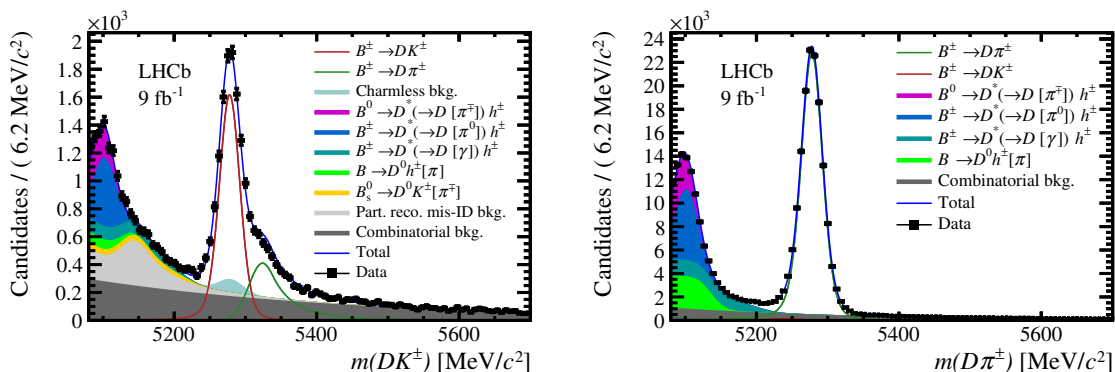 ×10³
Candidates / ( 6.2 MeV/c²)
2
1.8
1.6
1.4
1.2
1
0.8
0.6
0.4
0.2
0
LHCb
9 fb⁻¹
B± →DK±
B± →Dπ±
Charmless bkg.
B⁰ →D*(→D [π∓]) h±
B± →D*(→D [π⁰]) h±
B± →D*(→D [γ]) h±
B →D⁰h±[π]
B⁰ₛ →D⁰K±[π∓]
Part. reco. mis-ID bkg.
Combinatorial bkg.
Total
Data
5200 5400 5600
m(DK±) [MeV/c²]
×10³
Candidates / ( 6.2 MeV/c²)
24
22
20
18
16
14
12
10
8
6
4
2
0
LHCb
9 fb⁻¹
B± →Dπ±
B± →DK±
B⁰ →D*(→D [π∓]) h±
B± →D*(→D [π⁰]) h±
B± →D*(→D [γ]) h±
B →D⁰h±[π]
Combinatorial bkg.
Total
Data
5200 5400 5600
m(Dπ±) [MeV/c²]